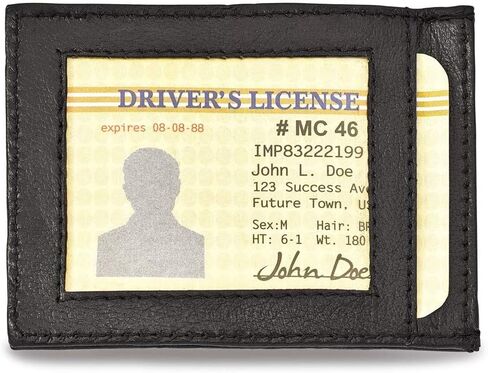 DRIVER'S LICENSE
expires 08-08-88
# MC 46
IMP83222199
John L. Doe
123 Success Av
Future Town, U
Sex:M Hair: B
HT: 6-1 Wt. 180
John Doe